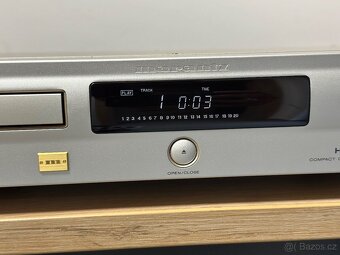 PLAY TRACK TIME
1 0:03
1 2 3 4 5 6 7 8 9 10 11 12 13 14 15 16 17 18 19 20
OPEN/CLOSE
H
COMPACT
bazos.cz